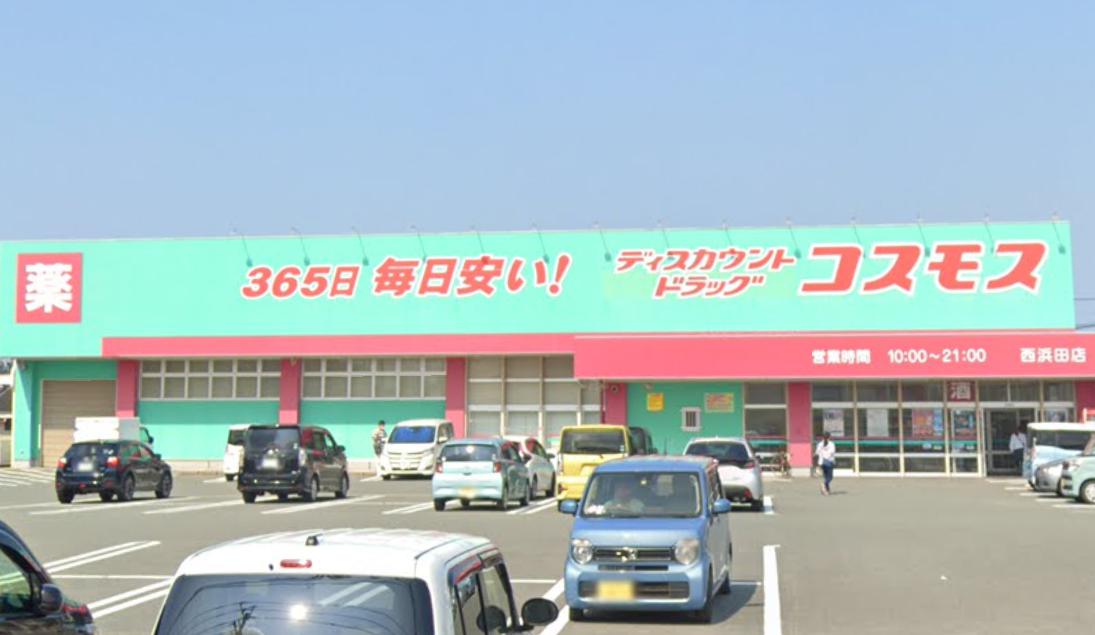 薬
365日 毎日安い!
ディスカウント
ドラッグ
コスモス
営業時間 10:00～21:00 西浜田店
酒